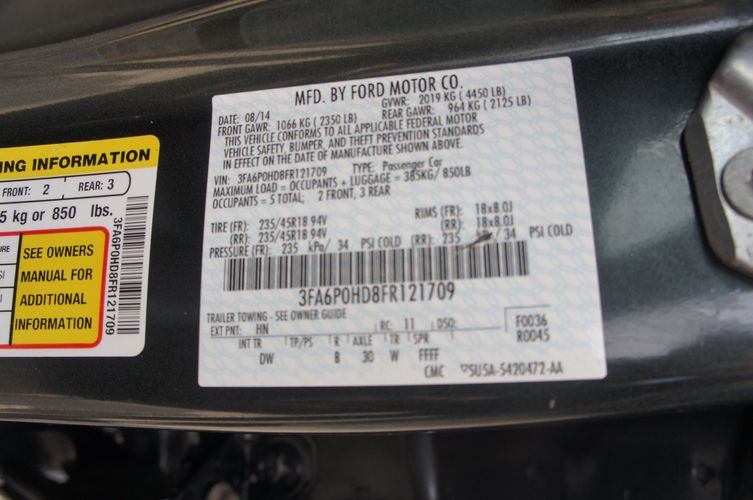 NG INFORMATION
FRONT: 2 REAR: 3
5 kg or 850 lbs.
SEE OWNERS
MANUAL FOR
ADDITIONAL
INFORMATION
3FA6P0HD8FR121709
MFD. BY FORD MOTOR CO.
DATE: 08/14 GVWR: 2019 KG ( 4450 LB)
FRONT GAWR: 1066 KG ( 2350 LB) REAR GAWR: 964 KG ( 2125 LB)
THIS VEHICLE CONFORMS TO ALL APPLICABLE FEDERAL MOTOR
VEHICLE SAFETY, BUMPER, AND THEFT PREVENTION STANDARDS
IN EFFECT ON THE DATE OF MANUFACTURE SHOWN ABOVE.
VIN: 3FA6P0HD8FR121709 TYPE: Passenger Car
MAXIMUM LOAD = OCCUPANTS + LUGGAGE = 385KG/ 850LB
OCCUPANTS = 5 TOTAL; 2 FRONT, 3 REAR
TIRE (FR): 235/45R18 94V RIMS (FR): 18x8.0J
(RR): 235/45R18 94V (RR): 18x8.0J
PRESSURE (FR): 235 kPa/ 34 PSI COLD (RR): 235 / 34 PSI COLD
3FA6P0HD8FR121709
TRAILER TOWING - SEE OWNER GUIDE
EXT PNT: HN RC: 11 DSO: F0036
R0045
INT TR TP/PS R AXLE TR SPR
DW B 30 W FFFF
CMC SU5A-5420472-AA